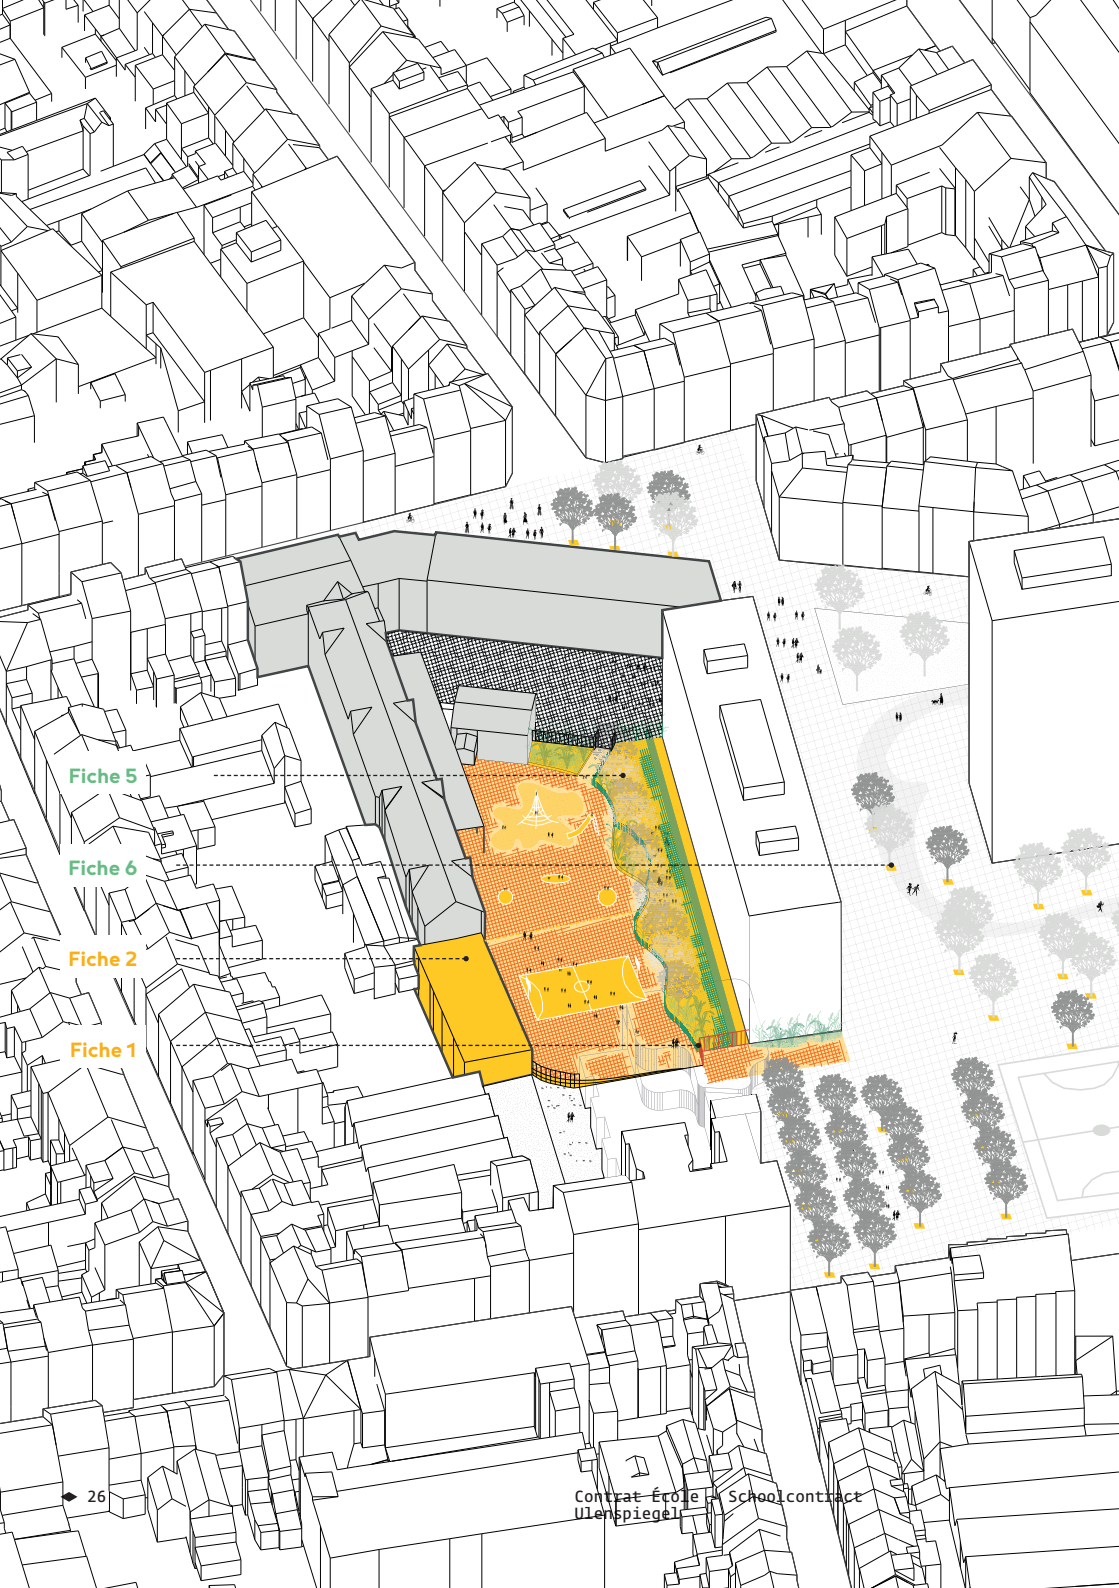 Fiche 5
Fiche 6
Fiche 2
Fiche 1
26
Contrat École - Schoolcontract
Ulenspiegel